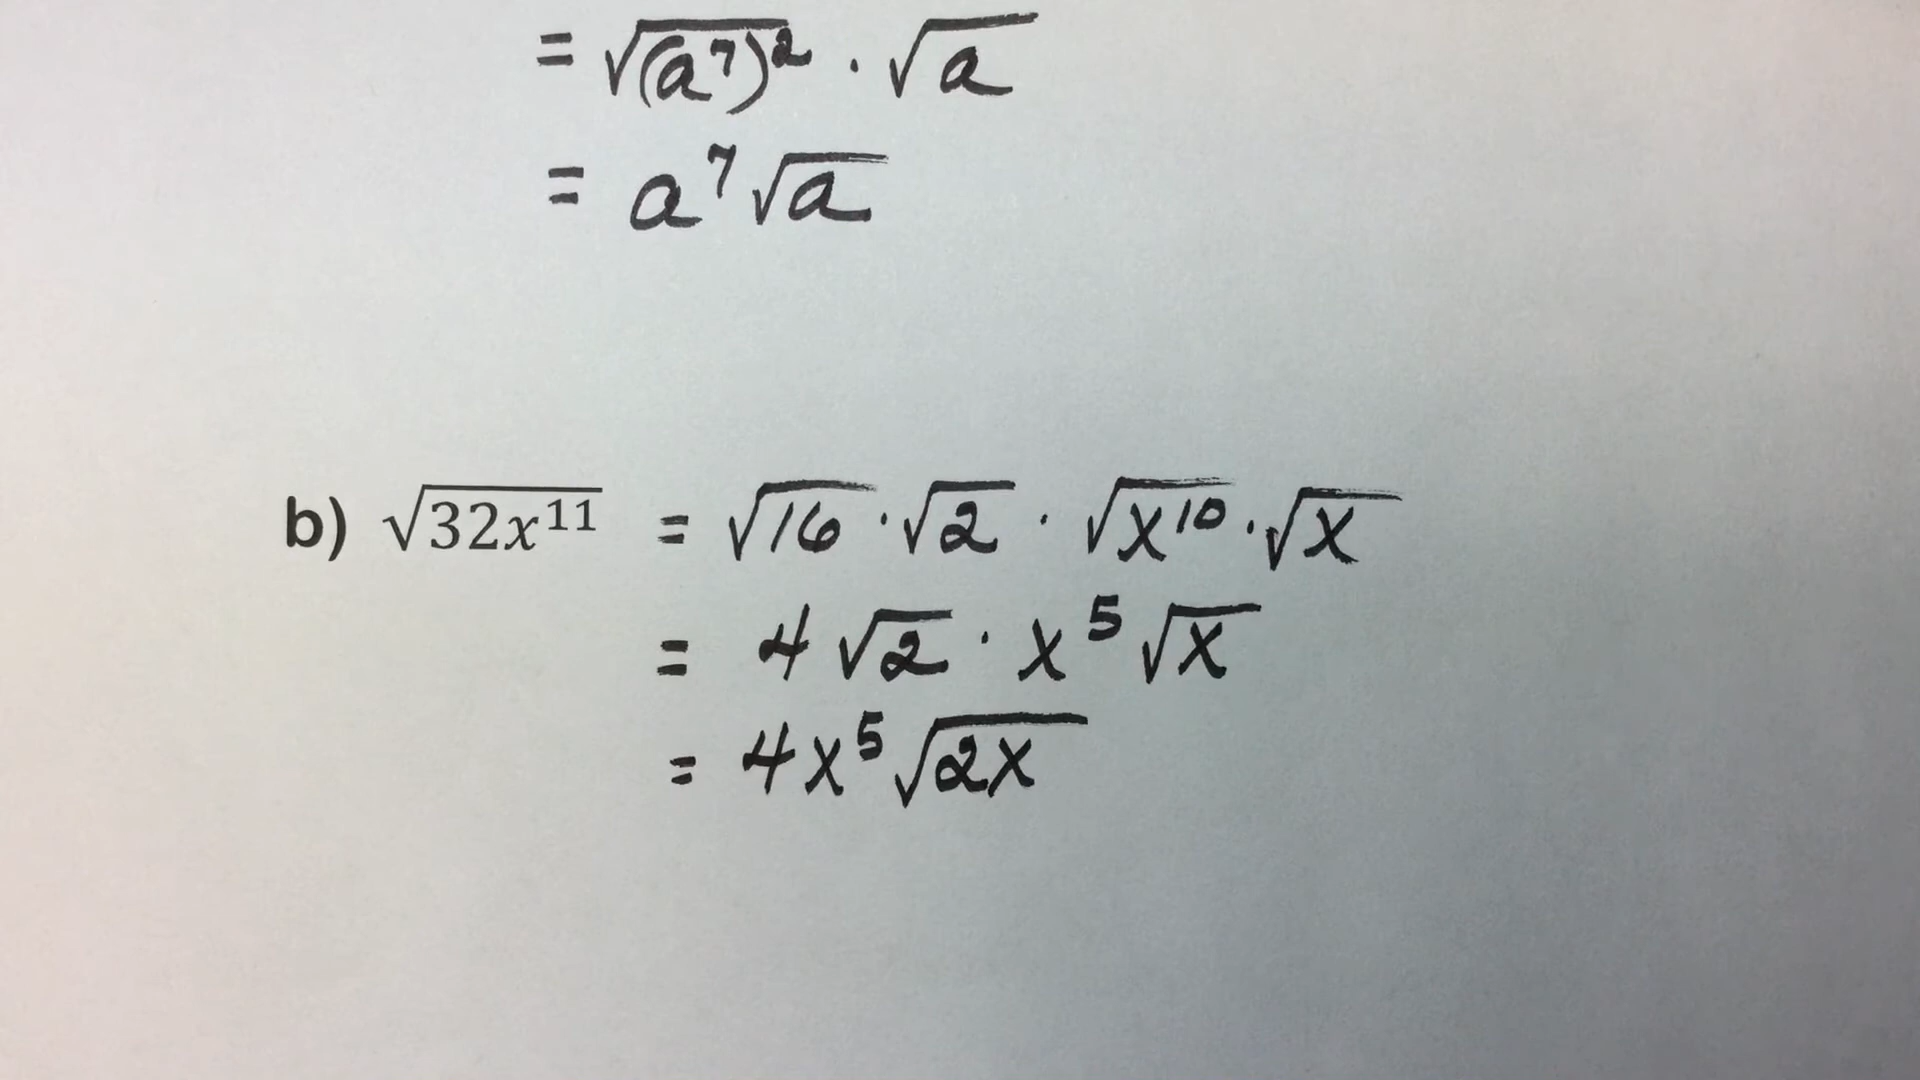 = √(a⁷)² · √a
= a⁷√a
b) √32x¹¹ = √16 · √2 · √x¹⁰ · √x
= 4√2 · x⁵√x
= 4x⁵√2x